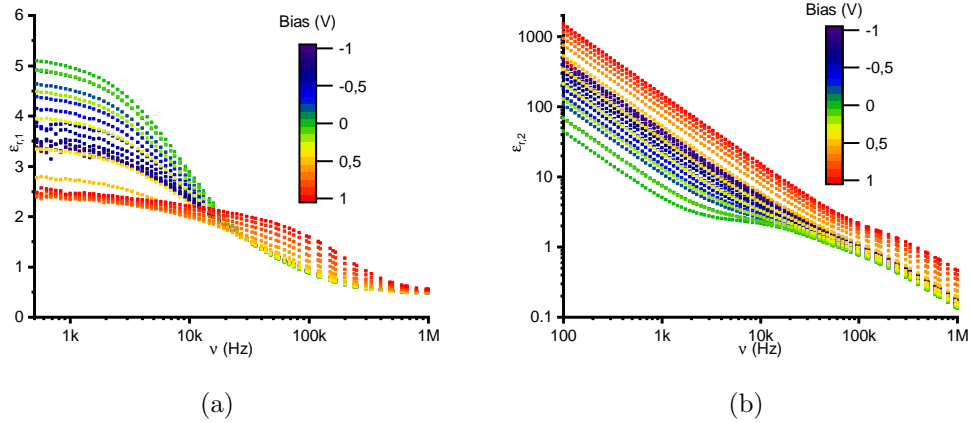 Bias (V)
-1
-0,5
0
0,5
1
6
5
4
3
2
1
0
ε_r,1
1k
10k
100k
1M
ν (Hz)
(a)
Bias (V)
-1
-0,5
0
0,5
1
1000
100
10
1
0.1
ε_r,2
100
1k
10k
100k
1M
ν (Hz)
(b)